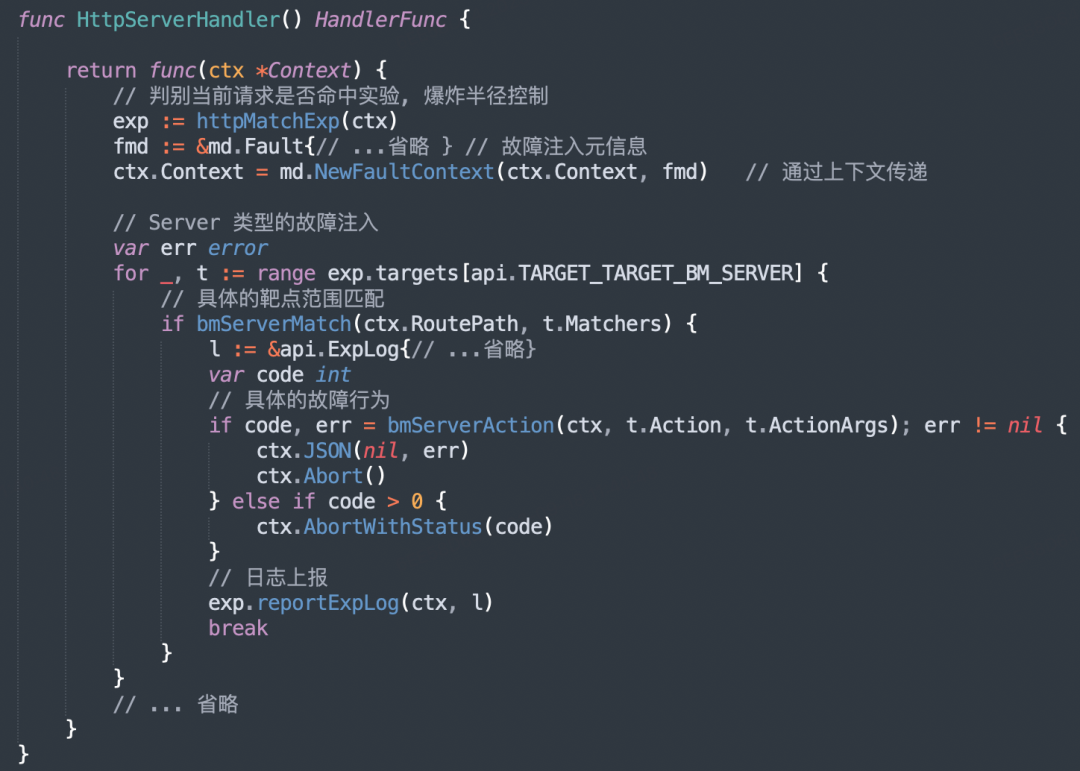 func HttpServerHandler() HandlerFunc {
return func(ctx *Context) {
// 判别当前请求是否命中实验, 爆炸半径控制
exp := httpMatchExp(ctx)
fmd := &md.Fault{// ...省略 } // 故障注入元信息
ctx.Context = md.NewFaultContext(ctx.Context, fmd) // 通过上下文传递
// Server 类型的故障注入
var err error
for _, t := range exp.targets[api.TARGET_TARGET_BM_SERVER] {
// 具体的靶点范围匹配
if bmServerMatch(ctx.RoutePath, t.Matchers) {
l := &api.ExpLog{// ...省略}
var code int
// 具体的故障行为
if code, err = bmServerAction(ctx, t.Action, t.ActionArgs); err != nil {
ctx.JSON(nil, err)
ctx.Abort()
} else if code > 0 {
ctx.AbortWithStatus(code)
}
// 日志上报
exp.reportExpLog(ctx, l)
break
}
}
// ... 省略
}
}